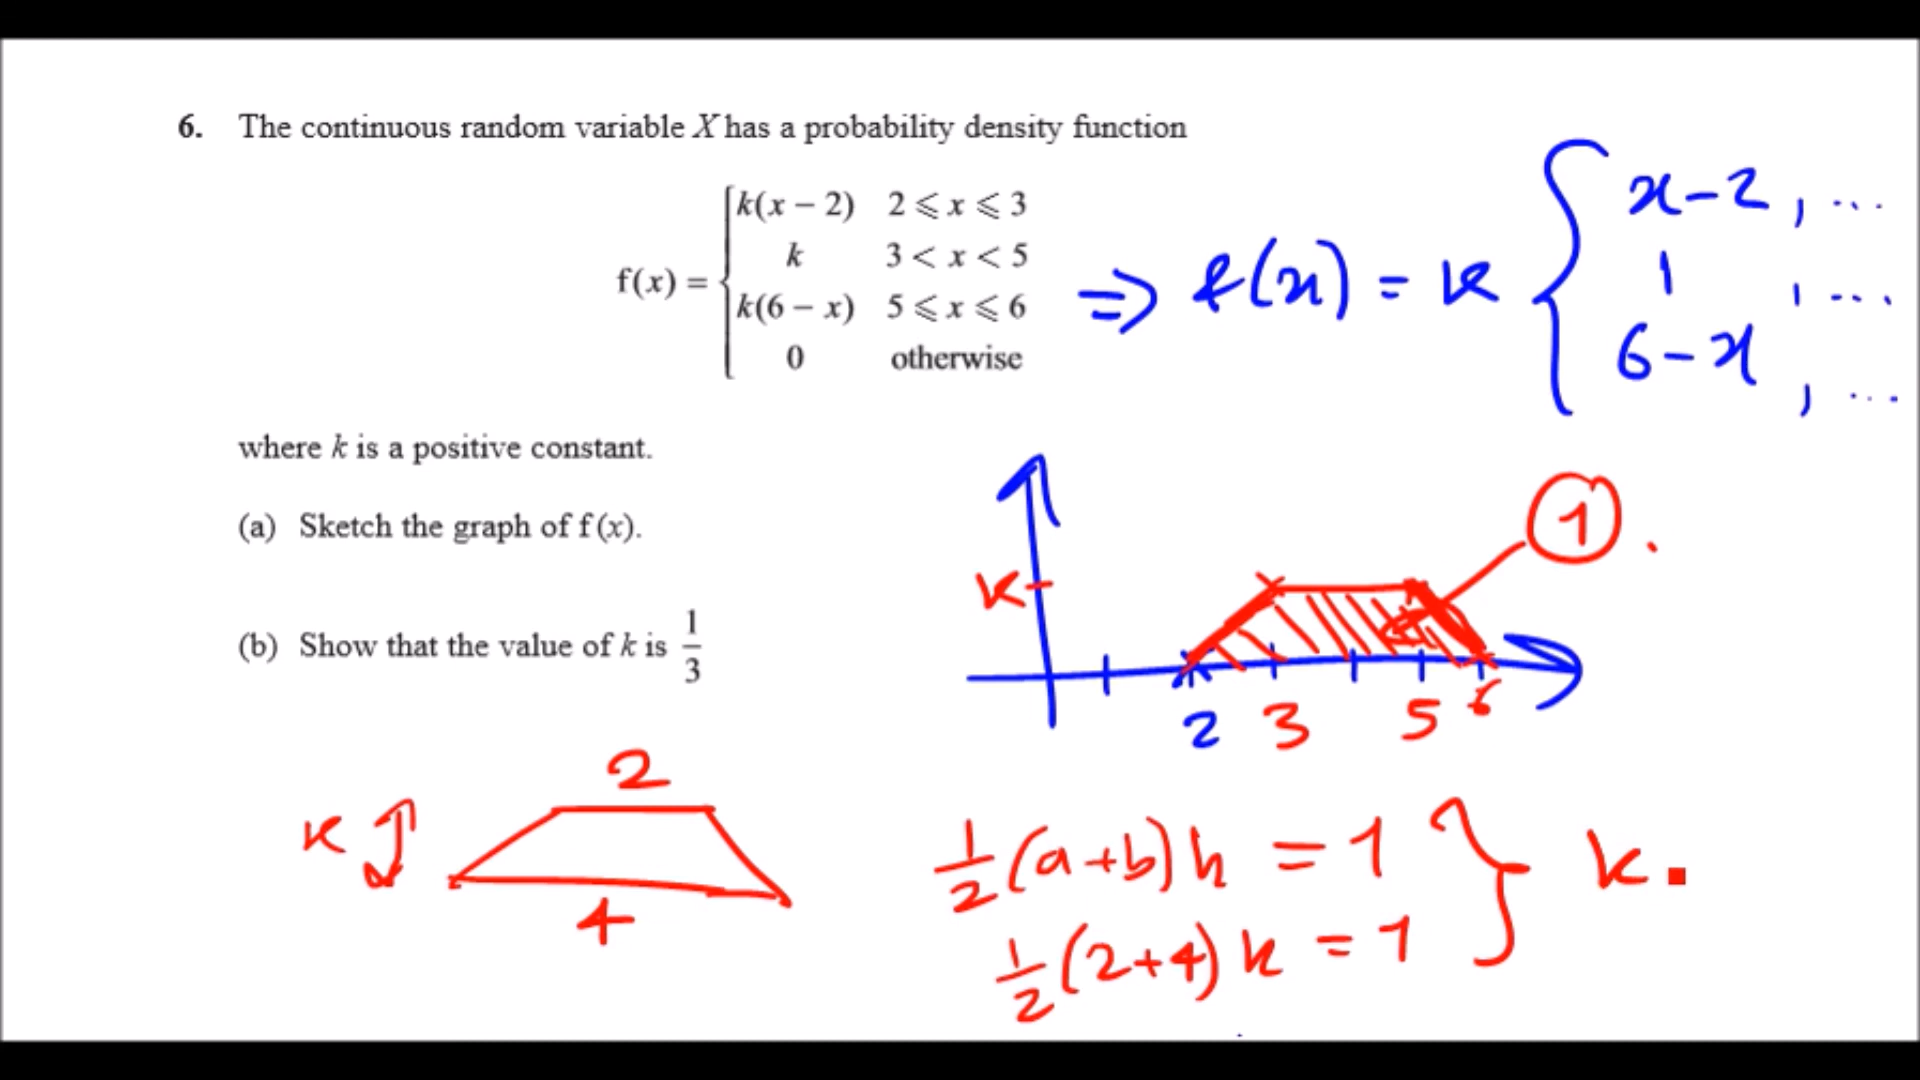 6. The continuous random variable X has a probability density function
f(x) = { k(x − 2) 2 ⩽ x ⩽ 3
k 3 < x < 5
k(6 − x) 5 ⩽ x ⩽ 6
0 otherwise
⇒ f(x) = k { x−2 , ...
1 , ...
6−x , ...
where k is a positive constant.
(a) Sketch the graph of f(x).
(b) Show that the value of k is 1/3
1
k
2 3 5 6
2
k
4
1/2 (a+b) h = 1 } k
1/2 (2+4) k = 1